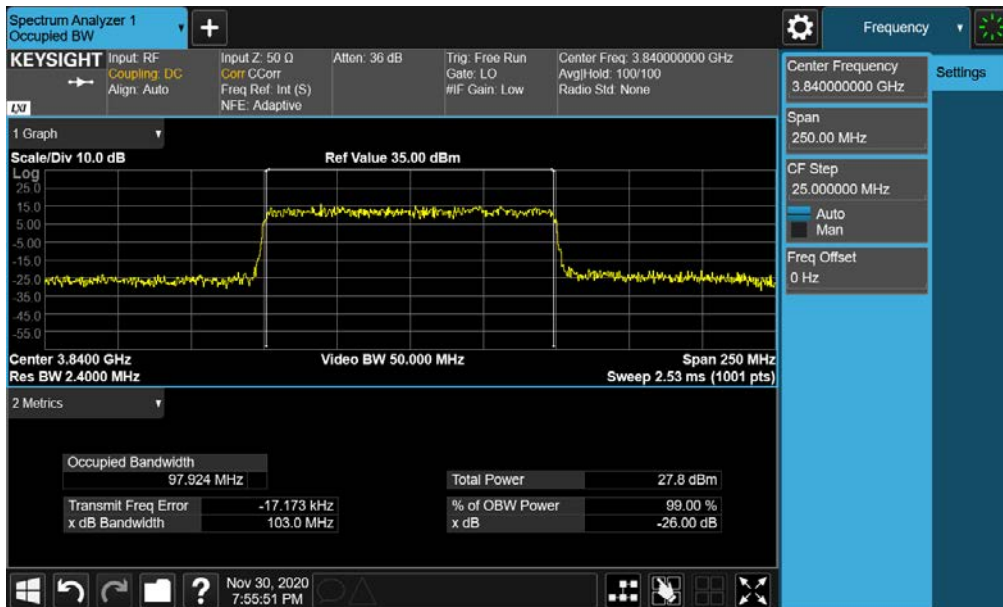 Spectrum Analyzer 1
Occupied BW
+
Frequency
KEYSIGHT
LXI
Input: RF
Coupling: DC
Align: Auto
Input Z: 50 Ω
Corr CCorr
Freq Ref: Int (S)
NFE: Adaptive
Atten: 36 dB
Trig: Free Run
Gate: LO
#IF Gain: Low
Center Freq: 3.840000000 GHz
Avg|Hold: 100/100
Radio Std: None
Center Frequency
3.840000000 GHz
Settings
Span
250.00 MHz
CF Step
25.000000 MHz
Auto
Man
Freq Offset
0 Hz
1 Graph
Scale/Div 10.0 dB
Ref Value 35.00 dBm
Log
25.0
15.0
5.00
-5.00
-15.0
-25.0
-35.0
-45.0
-55.0
Center 3.8400 GHz
Video BW 50.000 MHz
Span 250 MHz
Res BW 2.4000 MHz
Sweep 2.53 ms (1001 pts)
2 Metrics
Occupied Bandwidth
97.924 MHz
Total Power 27.8 dBm
Transmit Freq Error -17.173 kHz
% of OBW Power 99.00 %
x dB Bandwidth 103.0 MHz
x dB -26.00 dB
?
Nov 30, 2020
7:55:51 PM